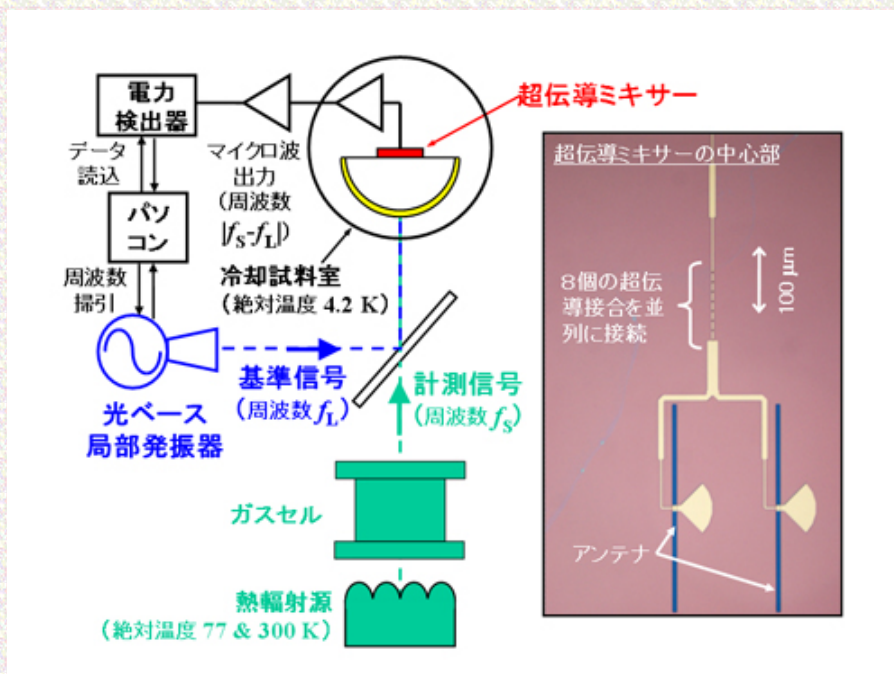 電力
検出器
データ
読込
マイクロ波
出力
(周波数
|fS-fL|)
超伝導ミキサー
パソ
コン
周波数
掃引
冷却試料室
(絶対温度 4.2 K)
基準信号
(周波数 fL)
計測信号
(周波数 fS)
光ベース
局部発振器
ガスセル
熱輻射源
(絶対温度 77 & 300 K)
超伝導ミキサーの中心部
8個の超伝
導接合を並
列に接続
100 μm
アンテナ